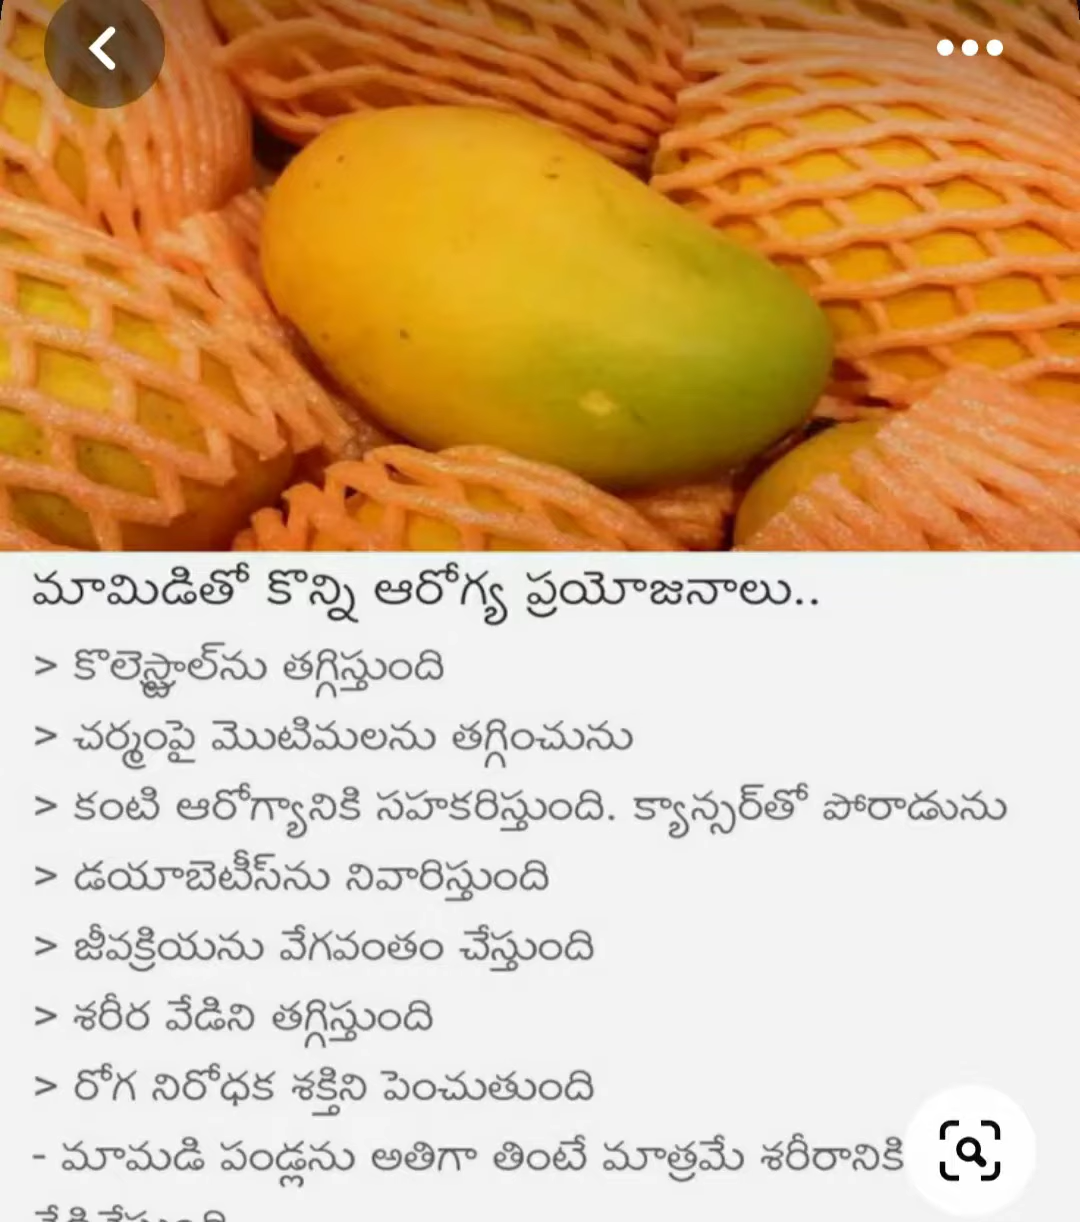 మామిడితో కొన్ని ఆరోగ్య ప్రయోజనాలు..
> కొలెస్ట్రాల్‌ను తగ్గిస్తుంది
> చర్మంపై మొటిమలను తగ్గించును
> కంటి ఆరోగ్యానికి సహకరిస్తుంది. క్యాన్సర్‌తో పోరాడును
> డయాబెటీస్‌ను నివారిస్తుంది
> జీవక్రియను వేగవంతం చేస్తుంది
> శరీర వేడిని తగ్గిస్తుంది
> రోగ నిరోధక శక్తిని పెంచుతుంది
- మామడి పండ్లను అతిగా తింటే మాత్రమే శరీరానికి